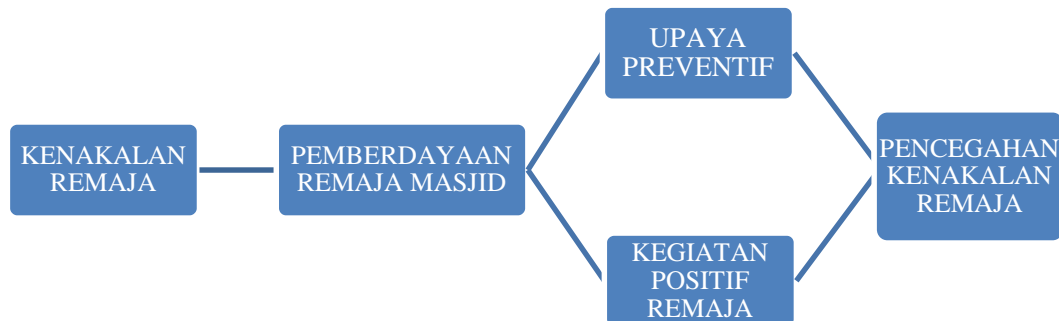 KENAKALAN
REMAJA
PEMBERDAYAAN
REMAJA MASJID
UPAYA
PREVENTIF
KEGIATAN
POSITIF
REMAJA
PENCEGAHAN
KENAKALAN
REMAJA